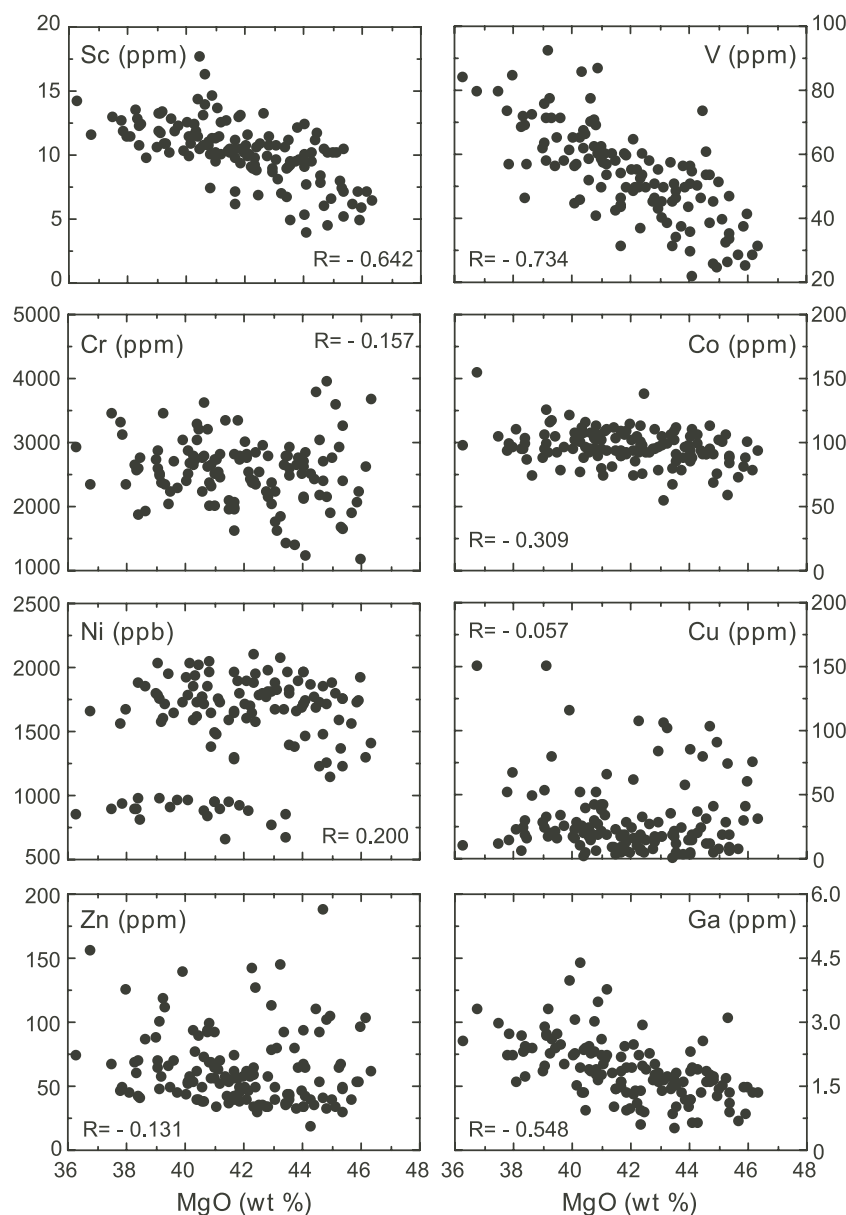 20
15
10
5
0
Sc (ppm)
R= - 0.642
100
80
60
40
20
V (ppm)
R= - 0.734
5000
4000
3000
2000
1000
Cr (ppm)
R= - 0.157
200
150
100
50
0
Co (ppm)
R= - 0.309
2500
2000
1500
1000
500
Ni (ppb)
R= 0.200
200
150
100
50
0
R= - 0.057
Cu (ppm)
200
150
100
50
0
Zn (ppm)
R= - 0.131
36 38 40 42 44 46 48
MgO (wt %)
6.0
4.5
3.0
1.5
0
Ga (ppm)
R= - 0.548
36 38 40 42 44 46 48
MgO (wt %)